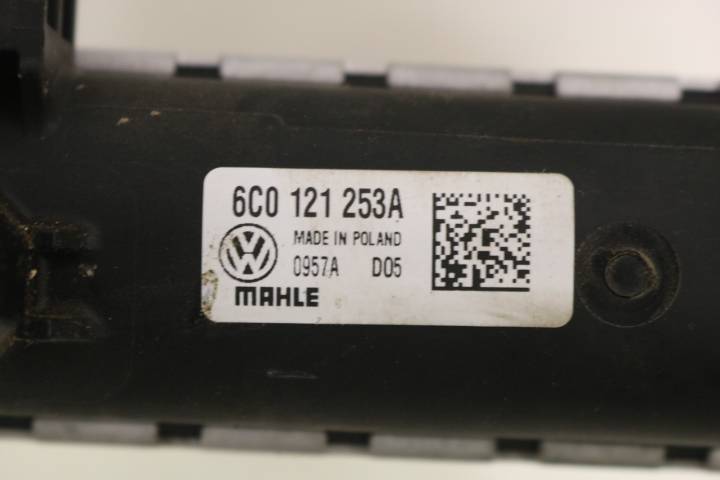 6C0 121 253A
MADE IN POLAND
0957A D05
MAHLE